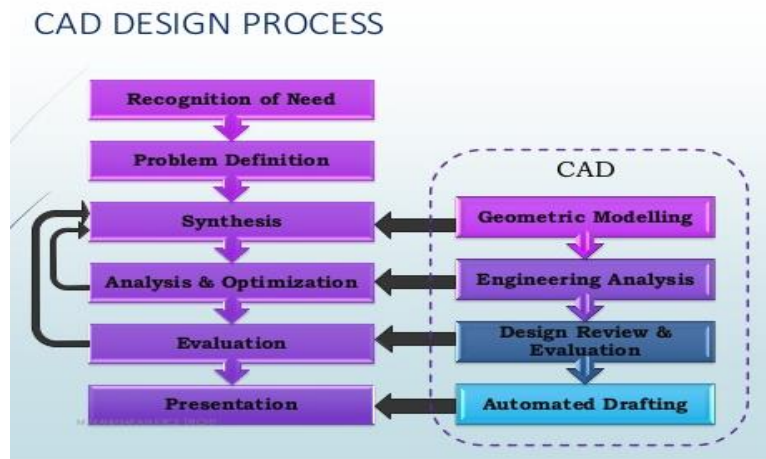 CAD DESIGN PROCESS
Recognition of Need
Problem Definition
Synthesis
Analysis & Optimization
Evaluation
Presentation
CAD
Geometric Modelling
Engineering Analysis
Design Review &
Evaluation
Automated Drafting